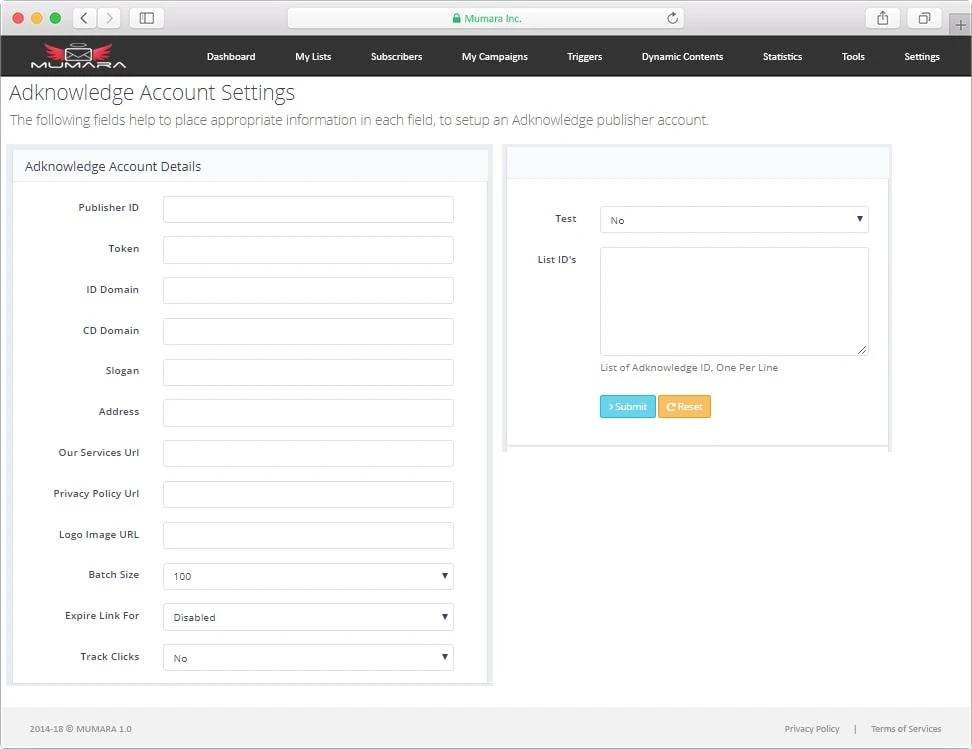 Mumara Inc.
MUMARA
Dashboard My Lists Subscribers My Campaigns Triggers Dynamic Contents Statistics Tools Settings
Adknowledge Account Settings
The following fields help to place appropriate information in each field, to setup an Adknowledge publisher account.
Adknowledge Account Details
Publisher ID
Token
ID Domain
CD Domain
Slogan
Address
Our Services Url
Privacy Policy Url
Logo Image URL
Batch Size 100
Expire Link For Disabled
Track Clicks No
Test No
List ID's
List of Adknowledge ID, One Per Line
Submit Reset
2014-18 © MUMARA 1.0 Privacy Policy | Terms of Services